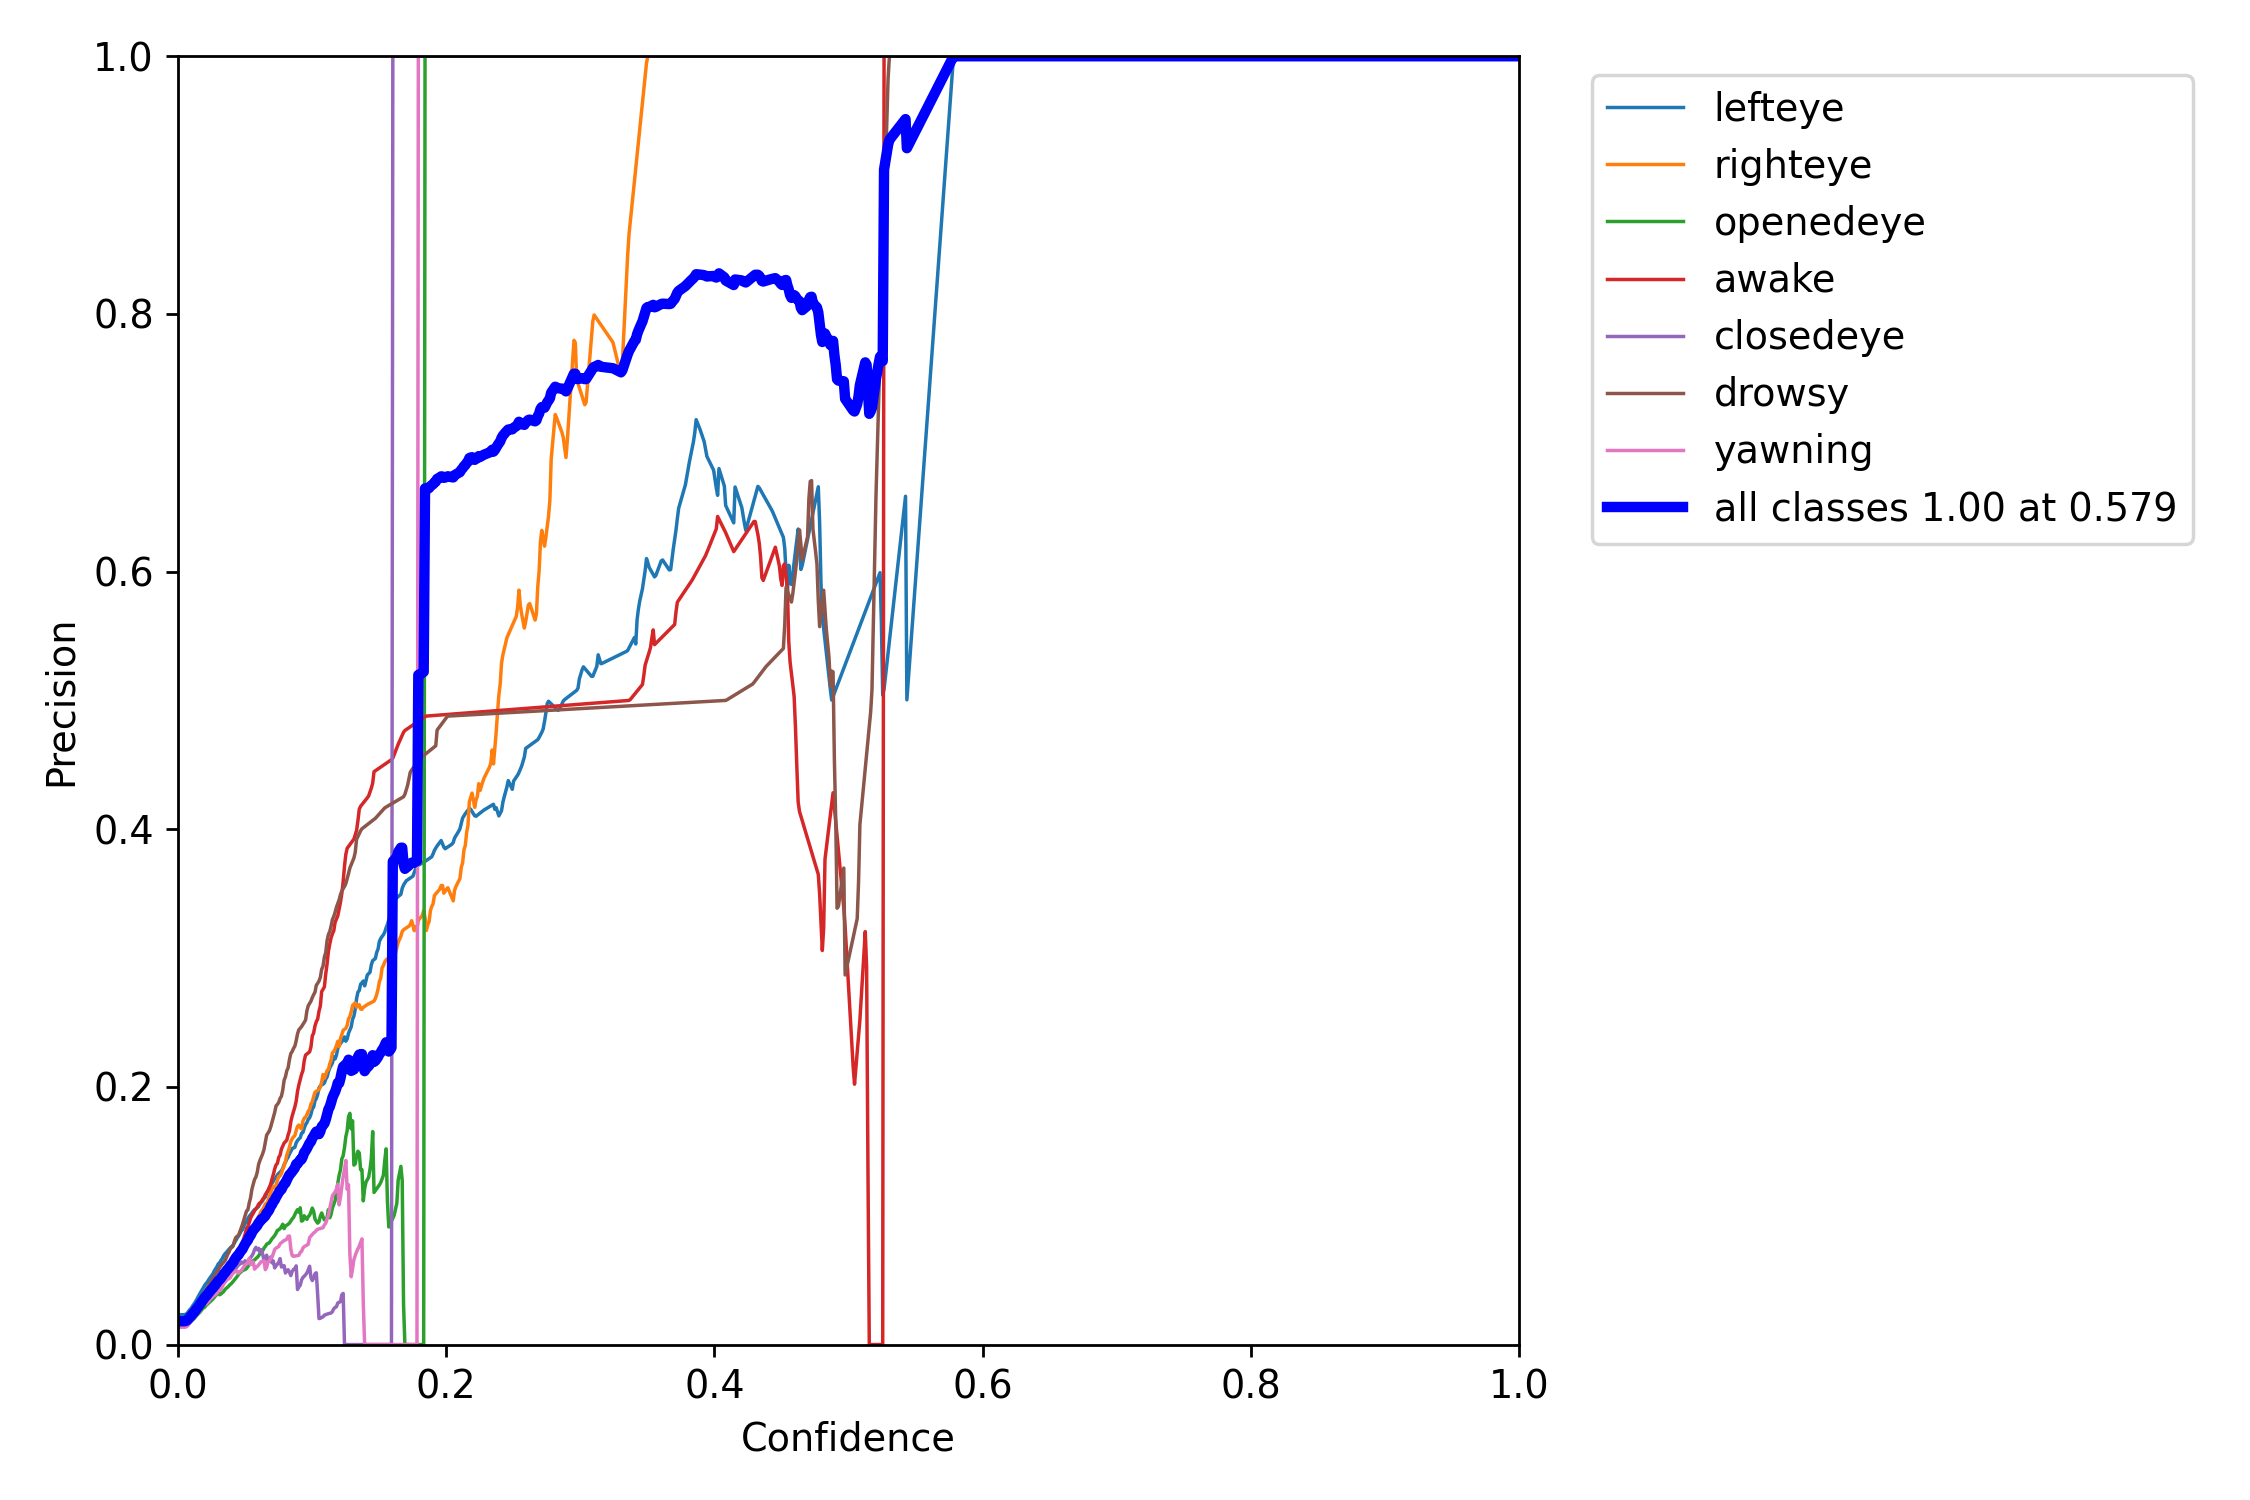 1.0
0.8
0.6
0.4
0.2
0.0
Precision
0.0 0.2 0.4 0.6 0.8 1.0
Confidence
lefteye
righteye
openedeye
awake
closedeye
drowsy
yawning
all classes 1.00 at 0.579